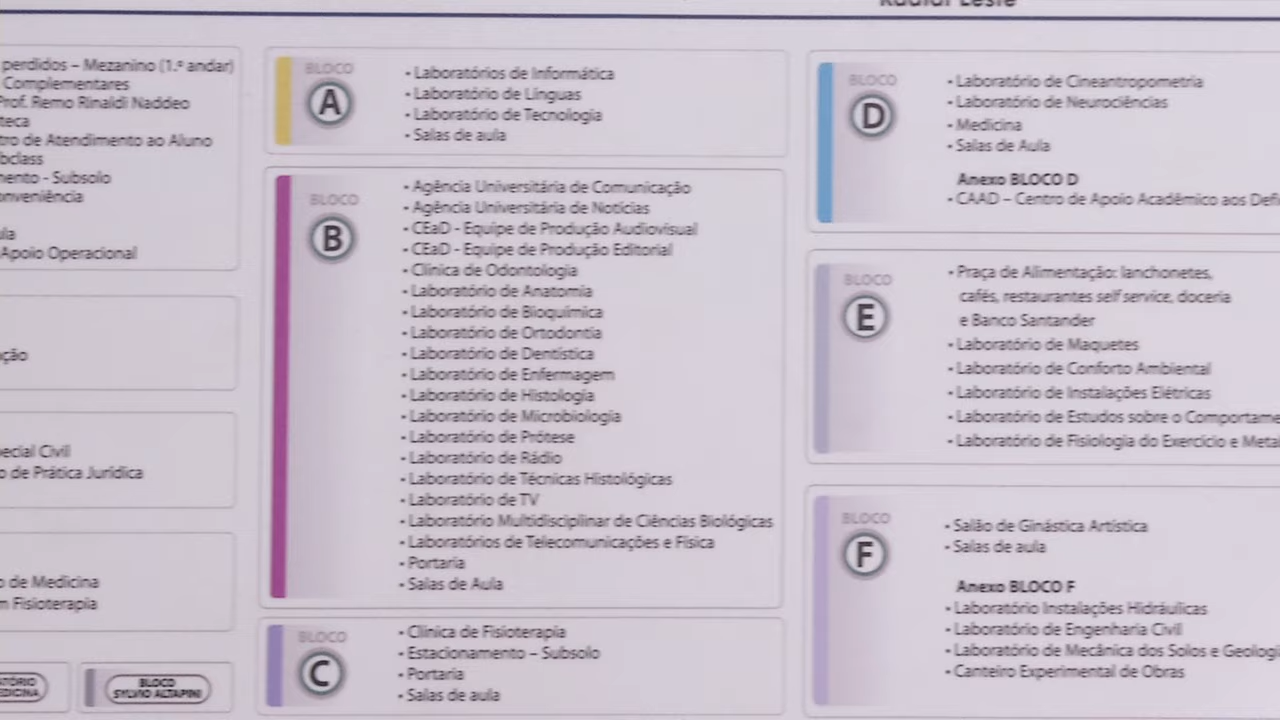 Radial Leste
perdidos – Mezanino (1.º andar)
Complementares
Prof. Remo Rinaldi Naddeo
teca
tro de Atendimento ao Aluno
bclass
mento - Subsolo
onveniência
ula
Apoio Operacional
ção
ecial Civil
o de Prática Jurídica
o de Medicina
m Fisioterapia
ATÓRIO
EDICINA
BLOCO
SYLVIO ALTAPINI
BLOCO
A
• Laboratórios de Informática
• Laboratório de Línguas
• Laboratório de Tecnologia
• Salas de aula
BLOCO
B
• Agência Universitária de Comunicação
• Agência Universitária de Notícias
• CEaD - Equipe de Produção Audiovisual
• CEaD - Equipe de Produção Editorial
• Clínica de Odontologia
• Laboratório de Anatomia
• Laboratório de Bioquímica
• Laboratório de Ortodontia
• Laboratório de Dentística
• Laboratório de Enfermagem
• Laboratório de Histologia
• Laboratório de Microbiologia
• Laboratório de Prótese
• Laboratório de Rádio
• Laboratório de Técnicas Histológicas
• Laboratório de TV
• Laboratório Multidisciplinar de Ciências Biológicas
• Laboratórios de Telecomunicações e Física
• Portaria
• Salas de Aula
BLOCO
C
• Clínica de Fisioterapia
• Estacionamento – Subsolo
• Portaria
• Salas de aula
BLOCO
D
• Laboratório de Cineantropometria
• Laboratório de Neurociências
• Medicina
• Salas de Aula
Anexo BLOCO D
• CAAD – Centro de Apoio Acadêmico aos Defi
BLOCO
E
• Praça de Alimentação: lanchonetes,
cafés, restaurantes self service, doceria
e Banco Santander
• Laboratório de Maquetes
• Laboratório de Conforto Ambiental
• Laboratório de Instalações Elétricas
• Laboratório de Estudos sobre o Comportame
• Laboratório de Fisiologia do Exercício e Meta
BLOCO
F
• Salão de Ginástica Artística
• Salas de aula
Anexo BLOCO F
• Laboratório Instalações Hidráulicas
• Laboratório de Engenharia Civil
• Laboratório de Mecânica dos Solos e Geologi
• Canteiro Experimental de Obras